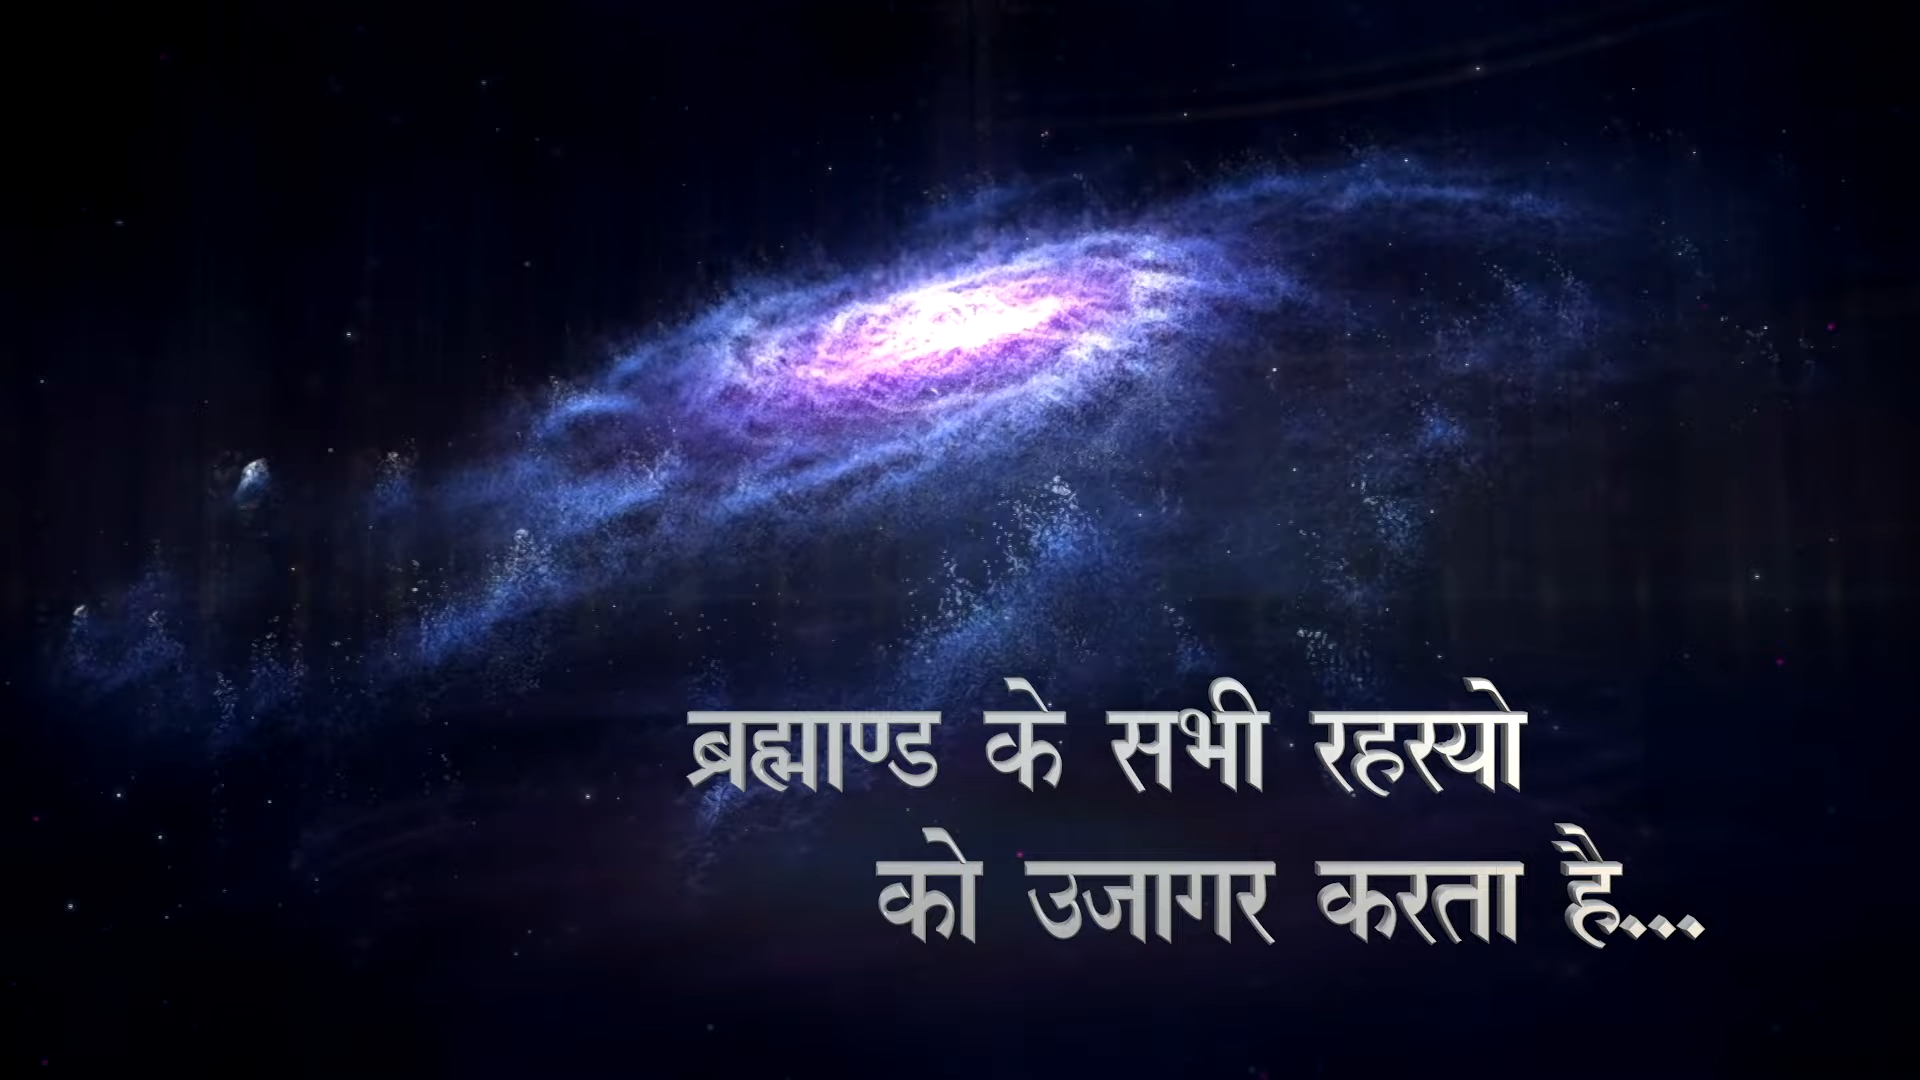 ब्रह्माण्ड के सभी रहस्यो
को उजागर करता है...